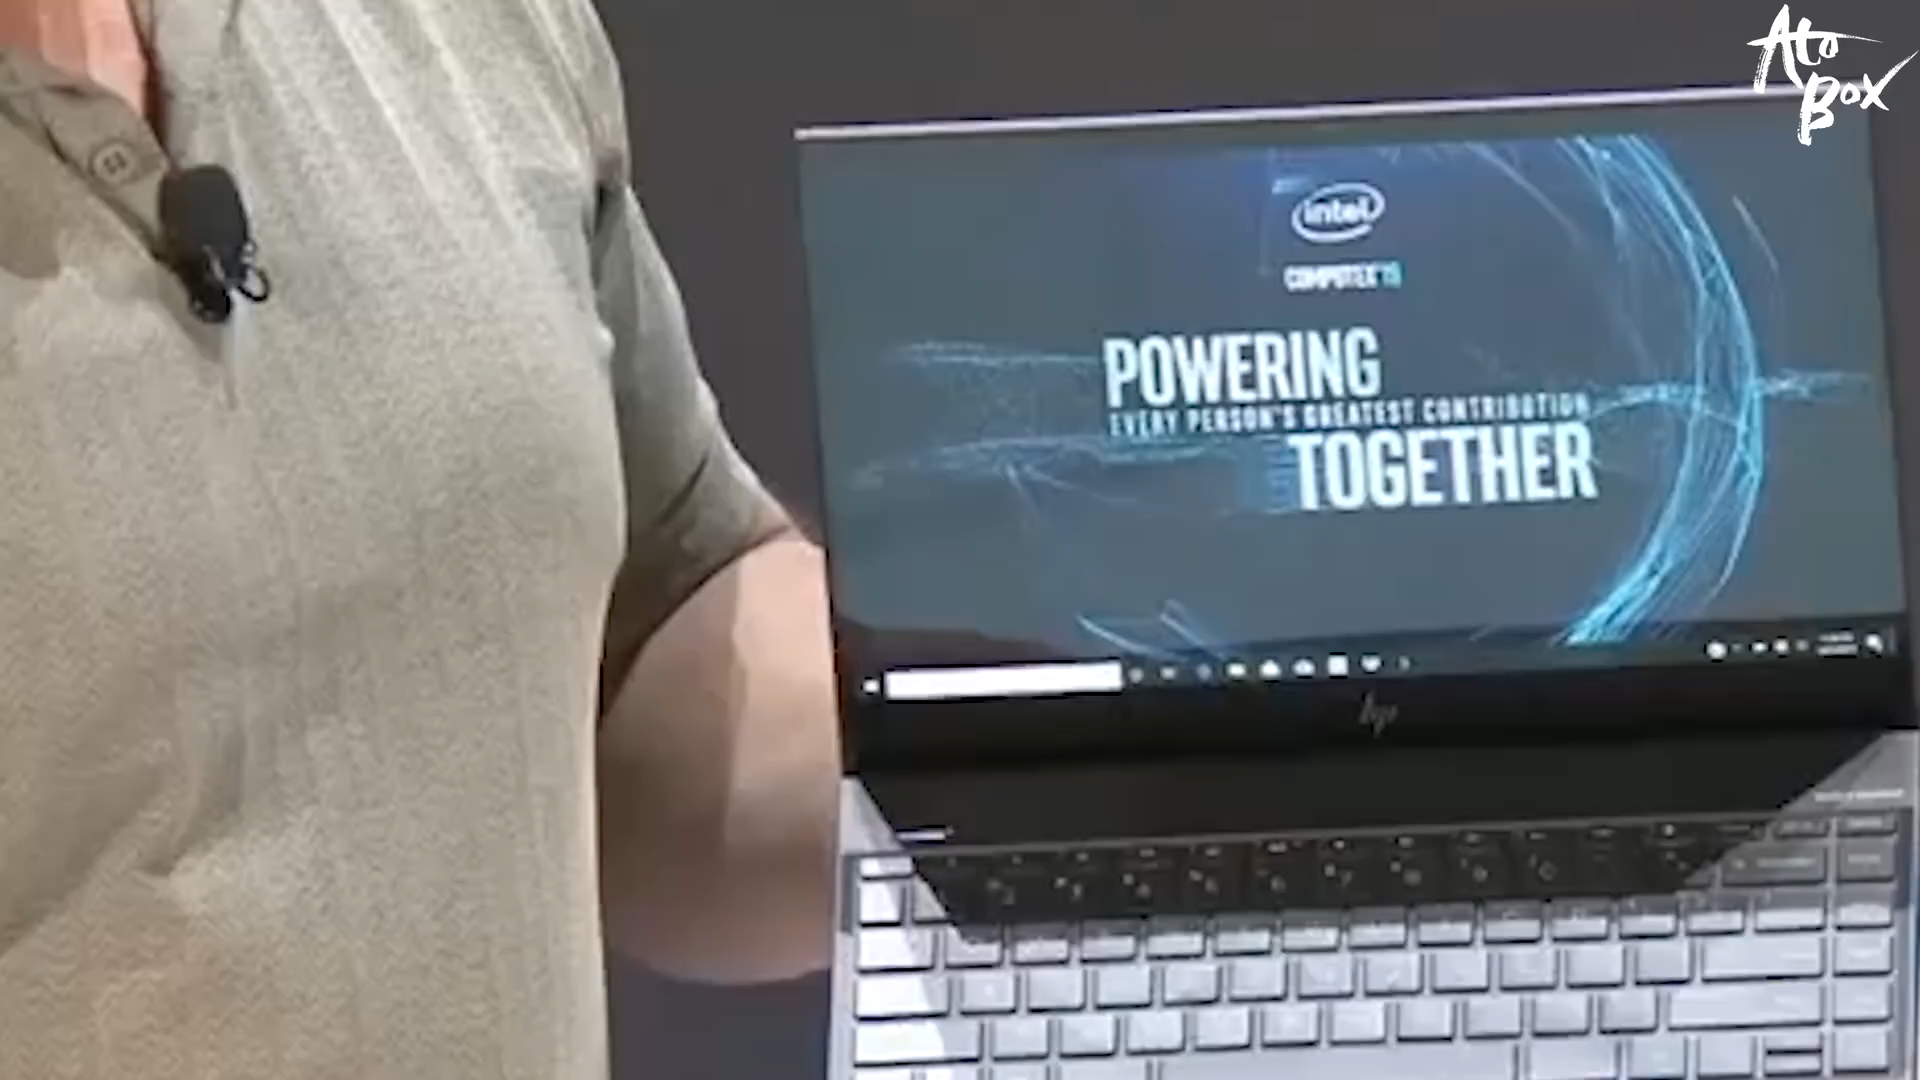 Ato
Box
intel
COMPUTEX'19
POWERING
EVERY PERSON'S GREATEST CONTRIBUTION
TOGETHER
hp